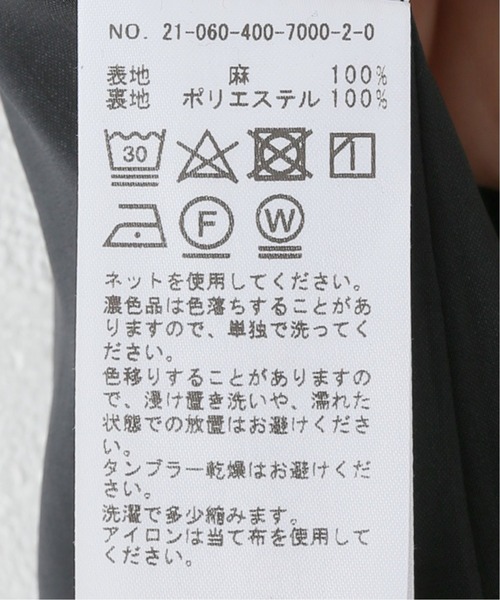 NO. 21-060-400-7000-2-0
表地 麻 100%
裏地 ポリエステル 100%
30
F W
ネットを使用してください。
濃色品は色落ちすることがあ
りますので、単独で洗ってく
ださい。
色移りすることがありますの
で、浸け置き洗いや、濡れた
状態での放置はお避けくださ
い。
タンブラー乾燥はお避けくだ
さい。
洗濯で多少縮みます。
アイロンは当て布を使用して
ください。